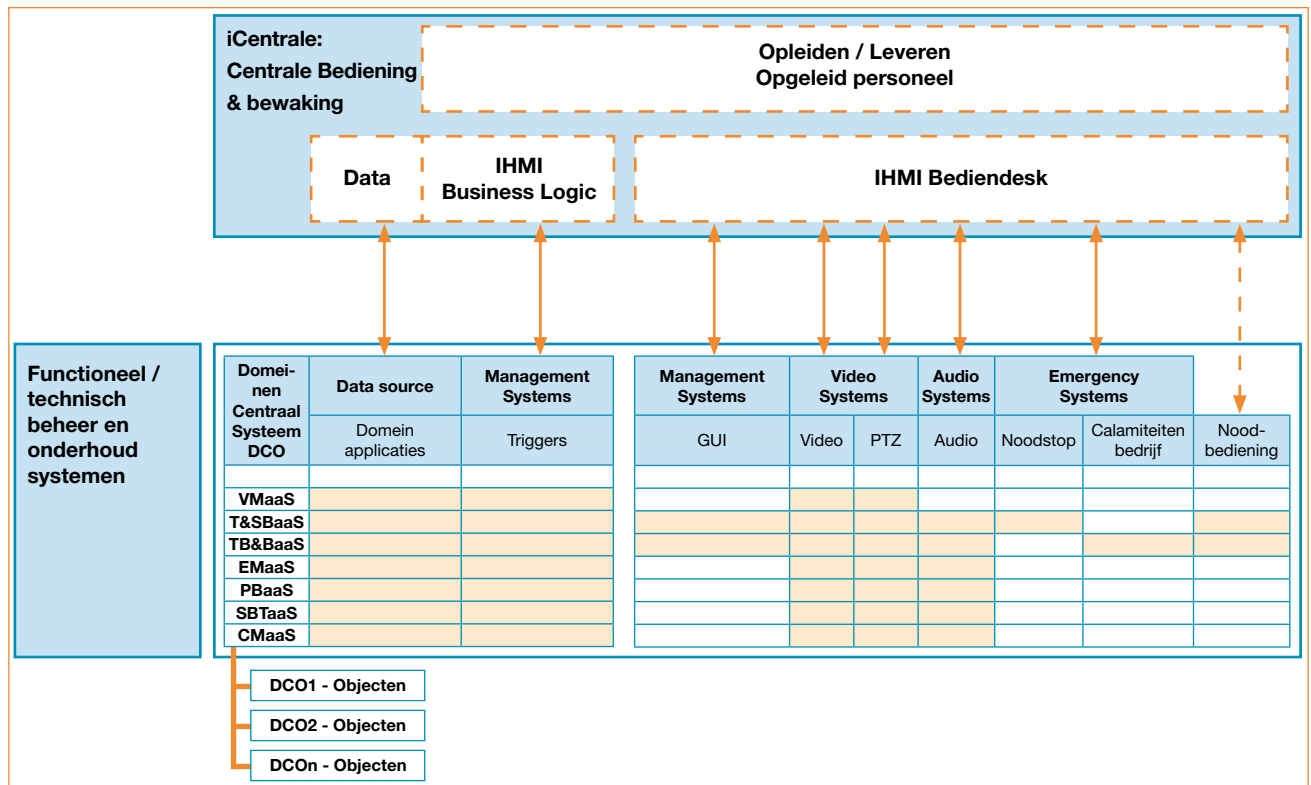 iCentrale:
Centrale Bediening
& bewaking
Opleiden / Leveren
Opgeleid personeel
Data
IHMI
Business Logic
IHMI Bediendesk
Functioneel /
technisch
beheer en
onderhoud
systemen
Domei-
nen
Centraal
Systeem
DCO
Data source
Management
Systems
Management
Systems
Video
Systems
Audio
Systems
Emergency
Systems
Domein
applicaties
Triggers
GUI
Video
PTZ
Audio
Noodstop
Calamiteiten
bedrijf
Nood-
bediening
VMaaS
T&SBaaS
TB&BaaS
EMaaS
PBaaS
SBTaaS
CMaaS
DCO1 - Objecten
DCO2 - Objecten
DCOn - Objecten